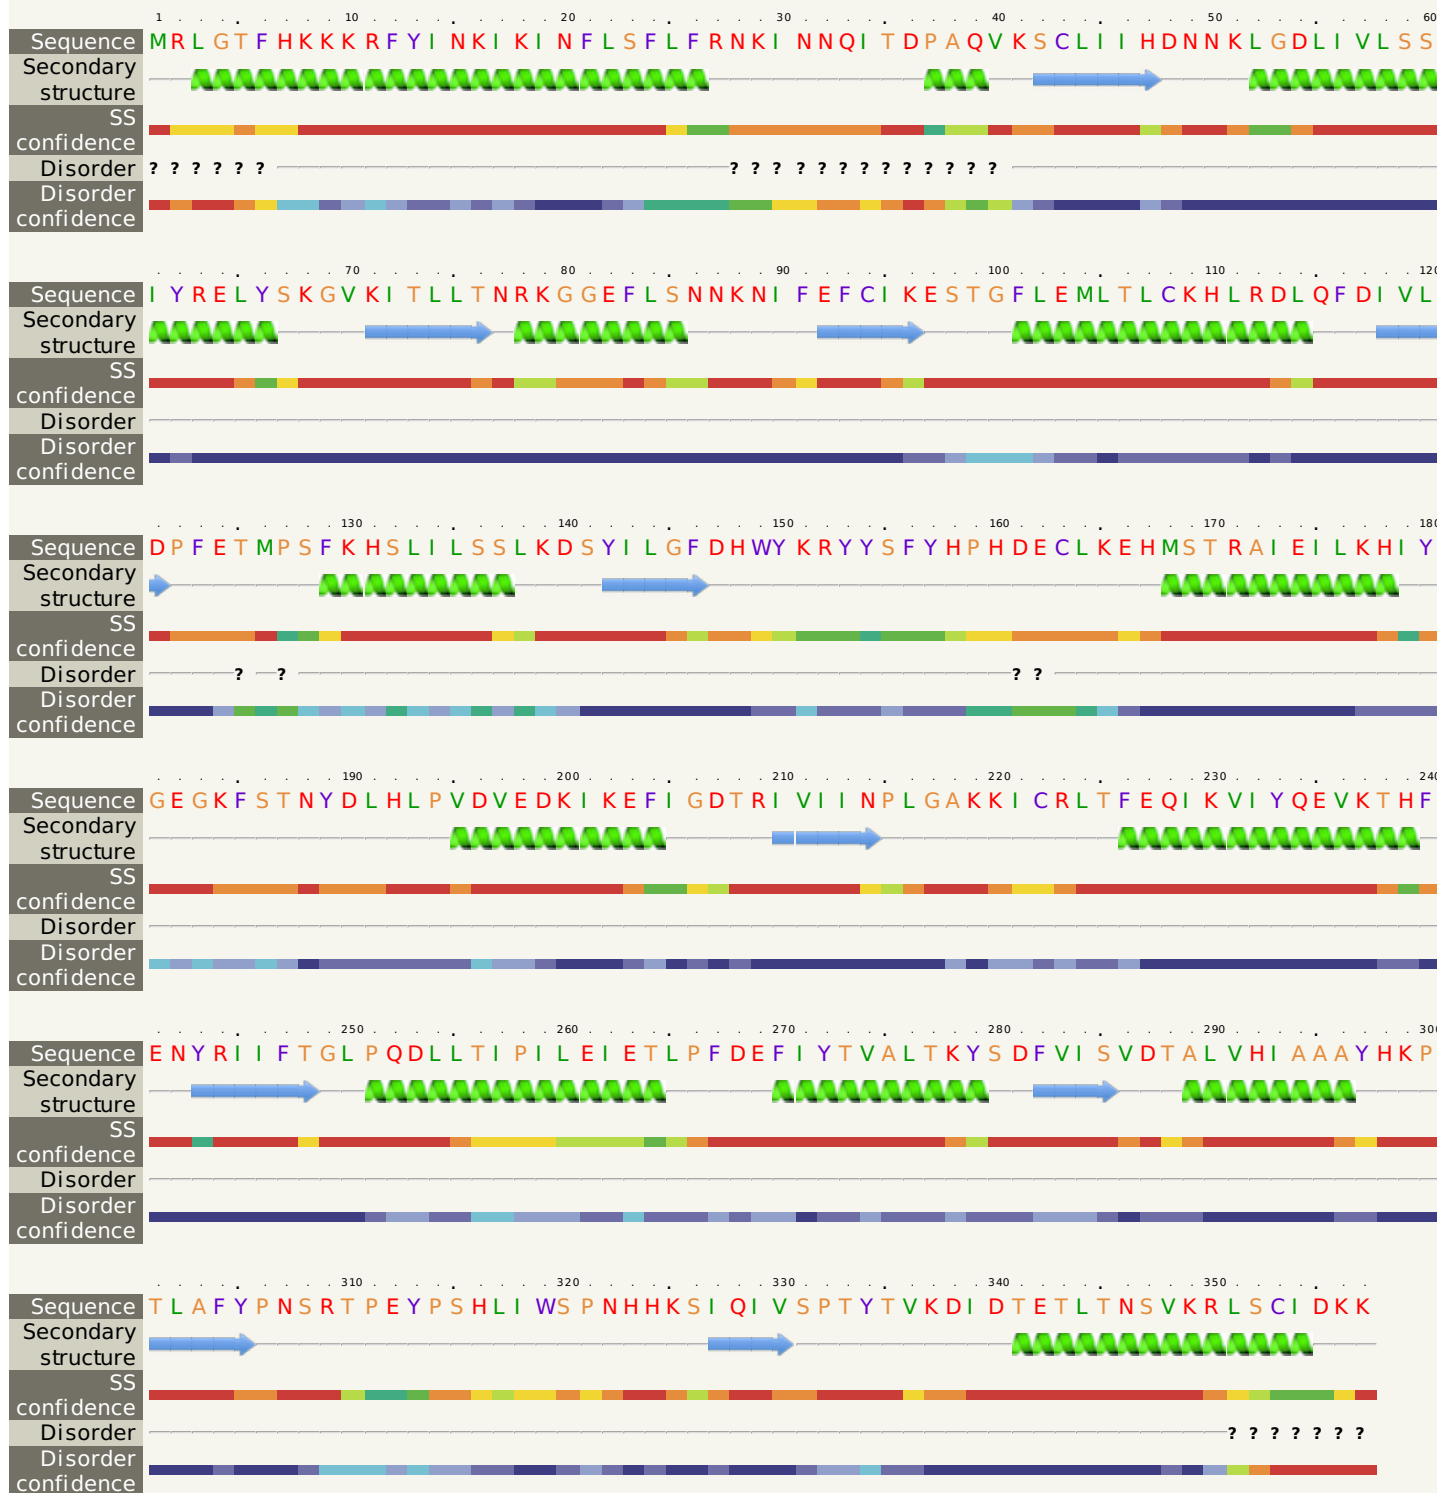 1 10 20 30 40 50 60
Sequence MRLGTFHKKKRFYINKIKINFLSFLFRNKINNQITDPAQVKSCLIIHDNNKLGDLIVLSS
Secondary
structure
SS
confidence
Disorder ? ? ? ? ? ? ? ? ? ? ? ? ? ? ? ? ? ? ?
Disorder
confidence
70 80 90 100 110 120
Sequence IYRELYSKGVKITLLTNRKGGEFLSNNKNIFEFCIKESTGFLEMLTLCKHLRDLQFDIVL
Secondary
structure
SS
confidence
Disorder
Disorder
confidence
130 140 150 160 170 180
Sequence DPFETMPSFKHSLILSSLKDSYILGFDHWYKRYYSFYHPHDECLKEHMSTRAIEILKHIY
Secondary
structure
SS
confidence
Disorder ? ? ? ?
Disorder
confidence
190 200 210 220 230 240
Sequence GEGKFSTNYDLHLPVDVEDKIKEFIGDTRIVIINPLGAKKICRLTFEQIKVIYQEVKTHF
Secondary
structure
SS
confidence
Disorder
Disorder
confidence
250 260 270 280 290 300
Sequence ENYRIIFTGLPQDLLTIPILEIETLPFDEFIYTVALTKYSDFVISVDTALVHIAAAYHKP
Secondary
structure
SS
confidence
Disorder
Disorder
confidence
310 320 330 340 350
Sequence TLAFYPNSRTPEYPSHLIWSPNHHKSIQIVSPTYTVKDIDTETLTNSVKRLSCIDKK
Secondary
structure
SS
confidence
Disorder ? ? ? ? ? ? ?
Disorder
confidence